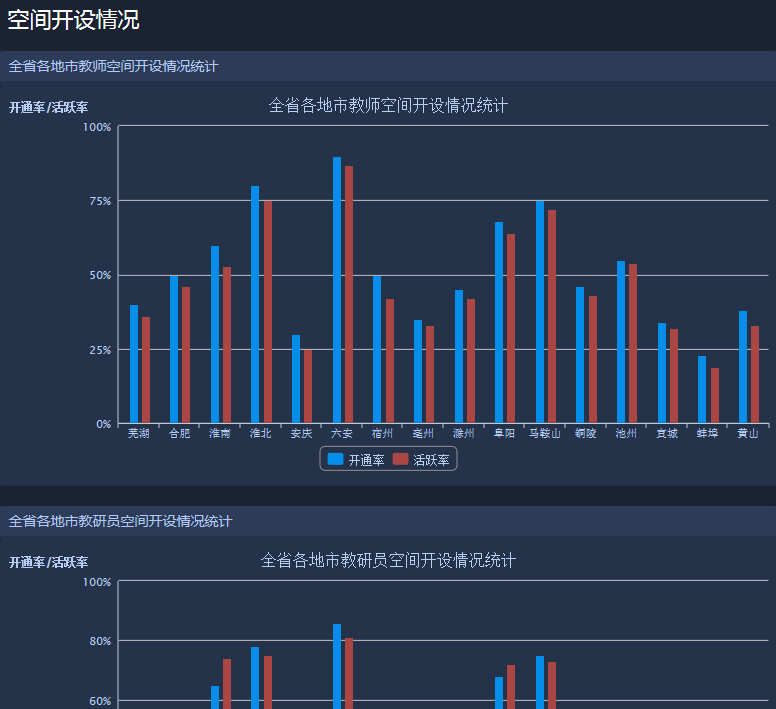 空间开设情况
全省各地市教师空间开设情况统计
开通率/活跃率
全省各地市教师空间开设情况统计
100%
75%
50%
25%
0%
芜湖 合肥 淮南 淮北 安庆 六安 宿州 亳州 滁州 阜阳 马鞍山 铜陵 池州 宣城 蚌埠 黄山
开通率 活跃率
全省各地市教研员空间开设情况统计
开通率/活跃率
全省各地市教研员空间开设情况统计
100%
80%
60%